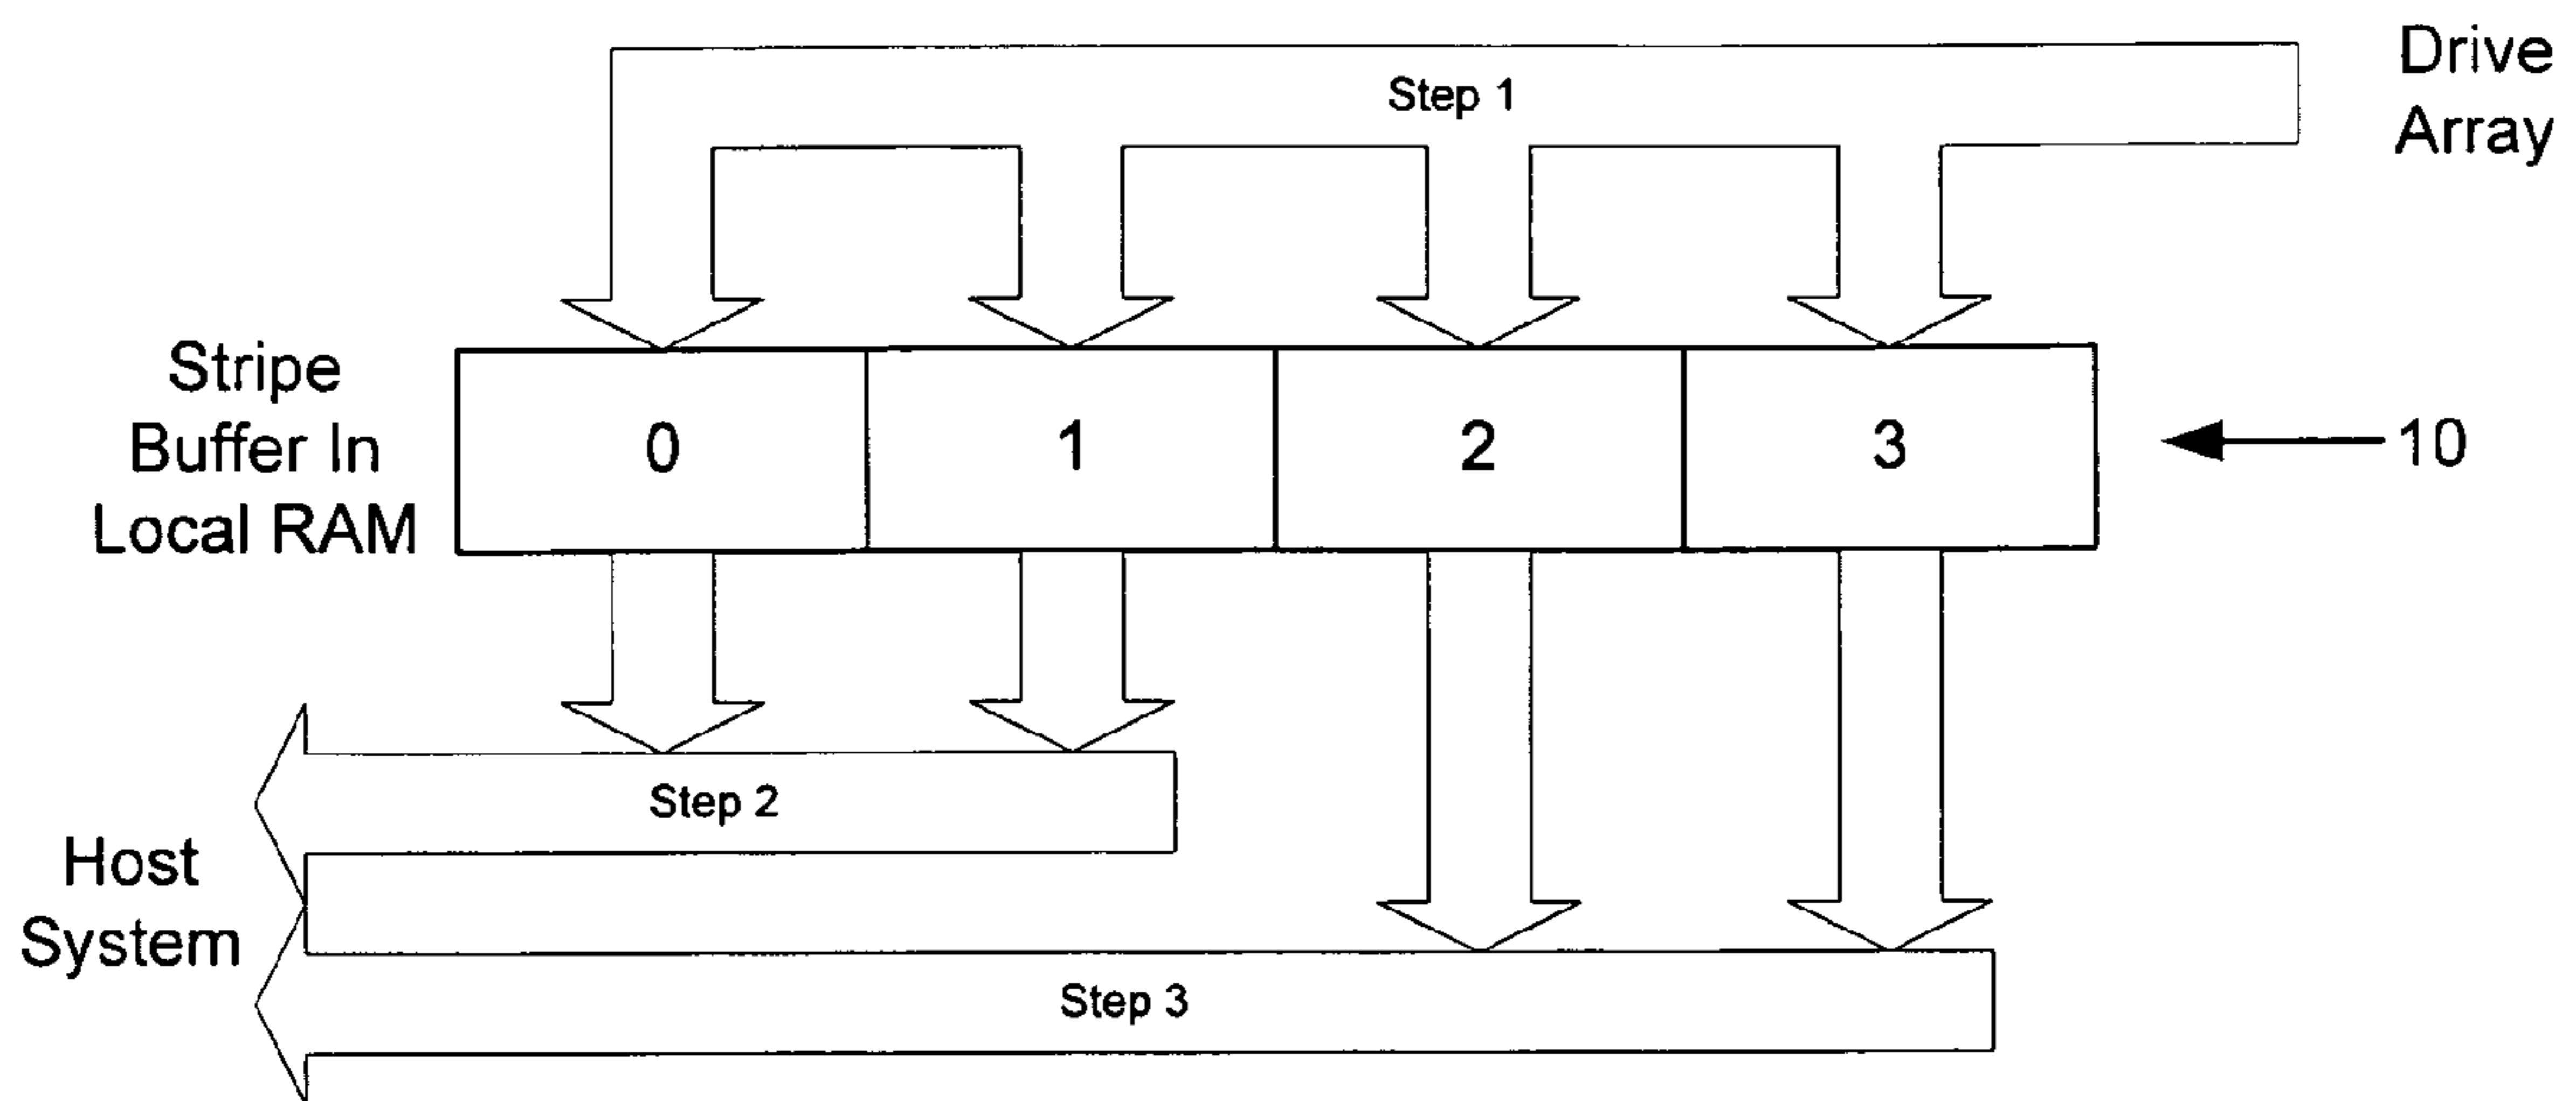 Drive
Array
Step 1
Stripe
Buffer In
Local RAM
0
1
2
3
10
Step 2
Host
System
Step 3